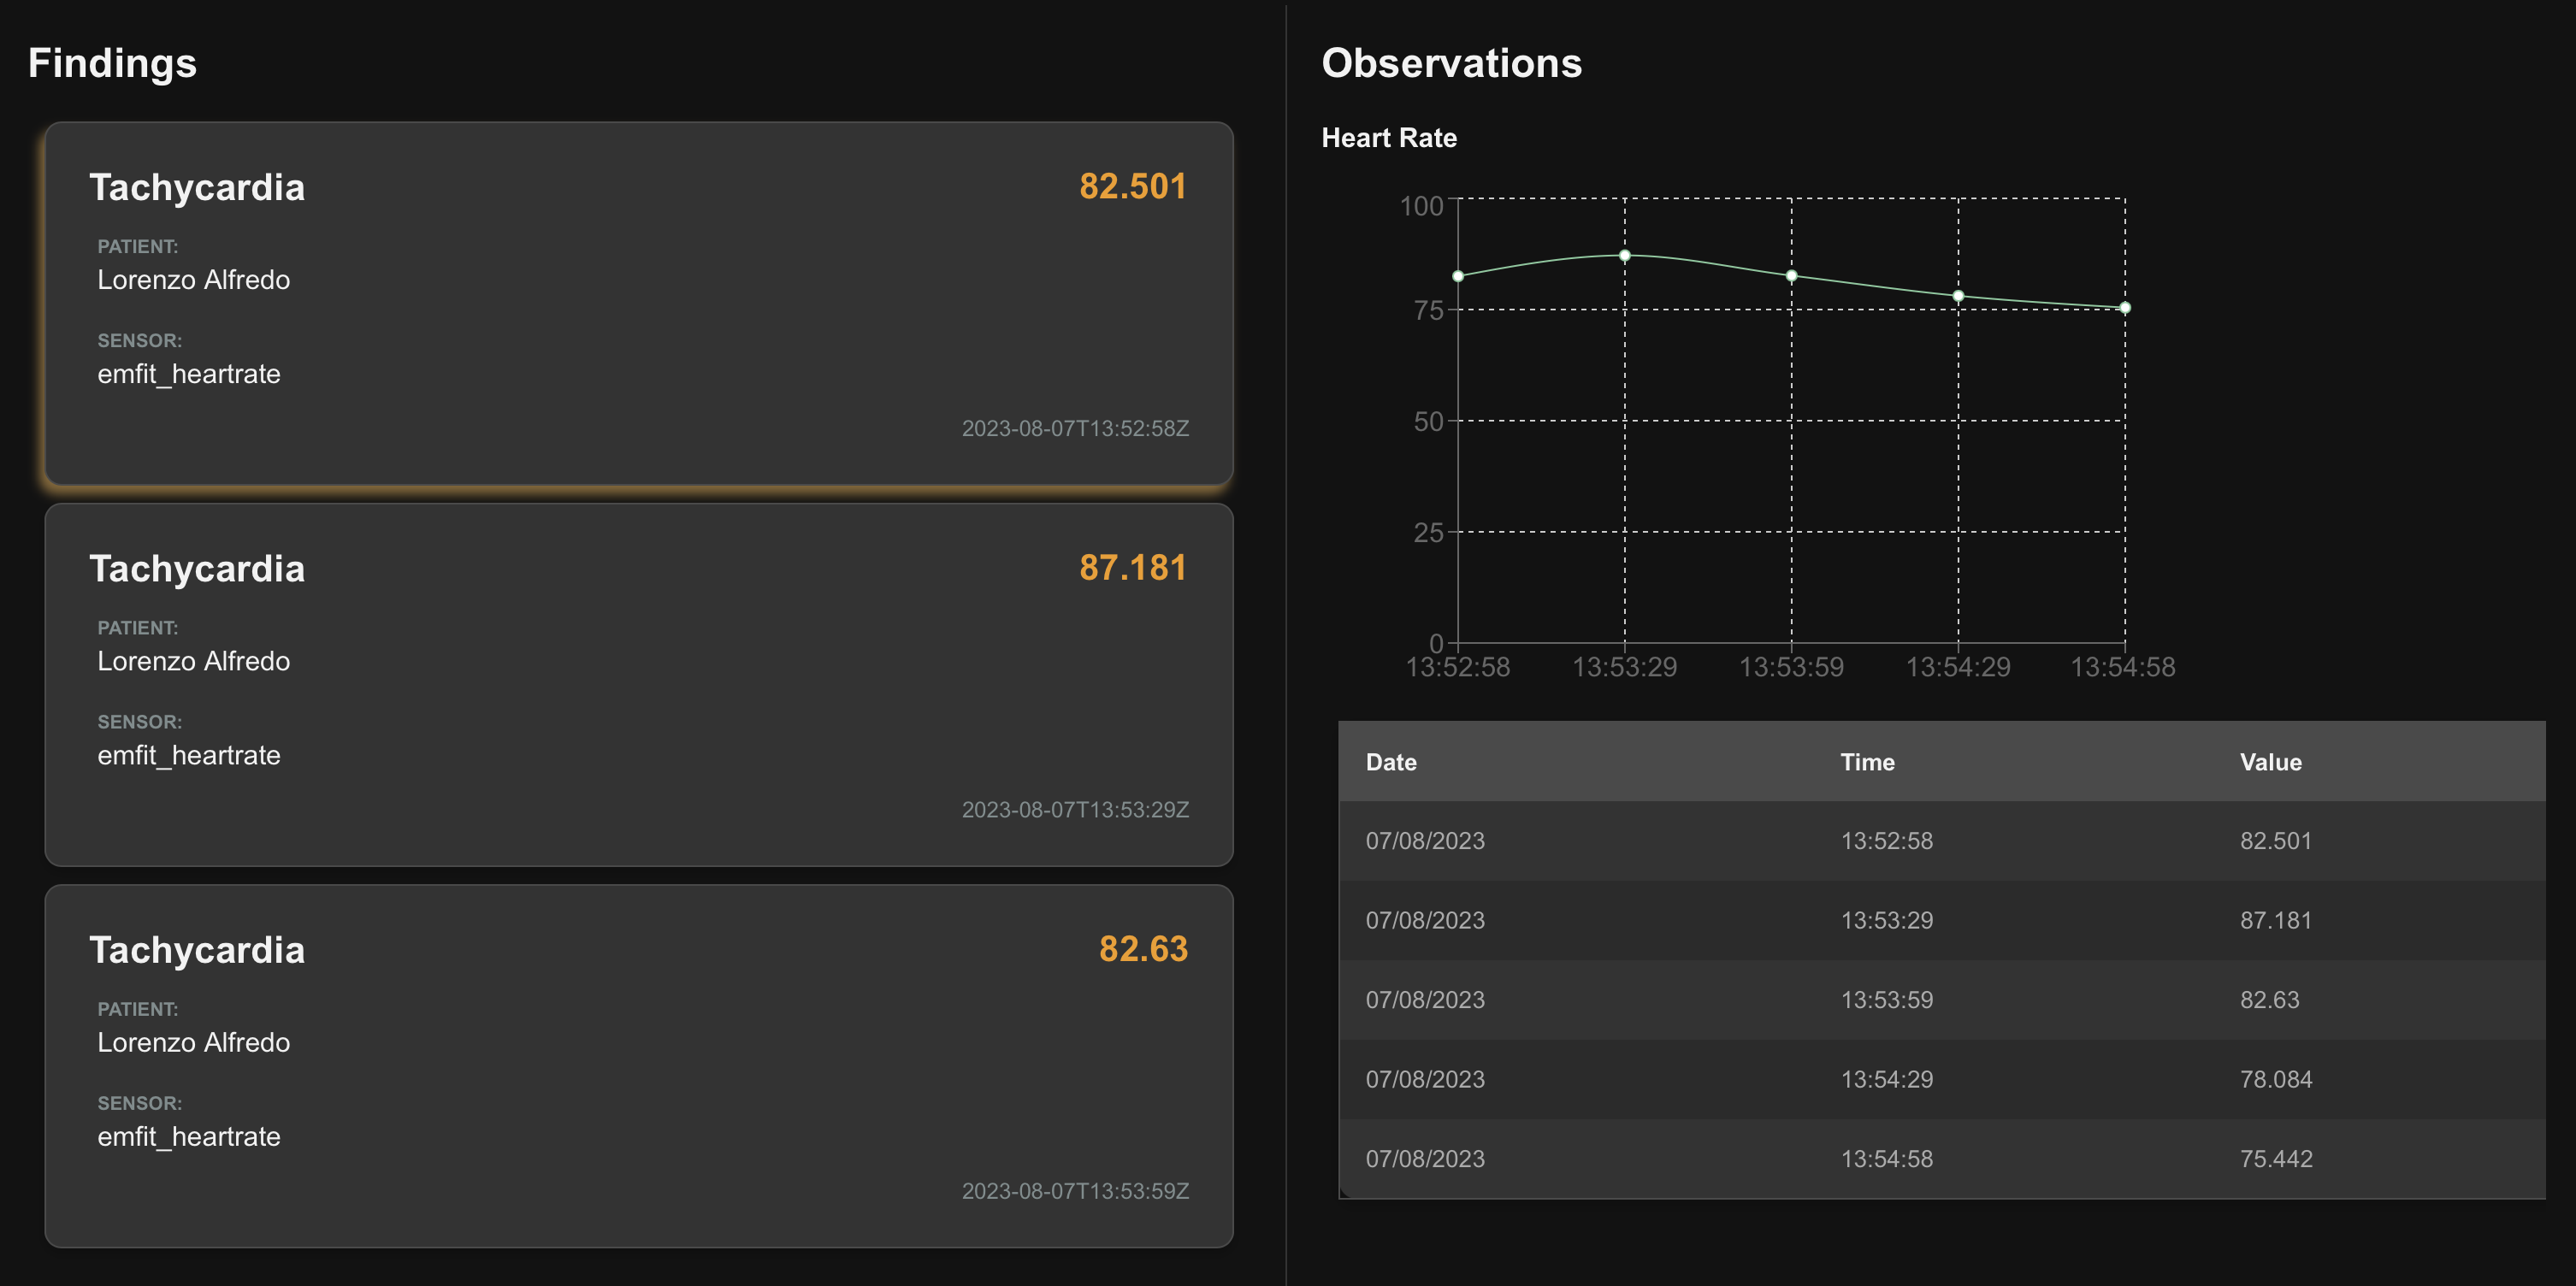 Findings
Tachycardia 82.501
PATIENT:
Lorenzo Alfredo
SENSOR:
emfit_heartrate
2023-08-07T13:52:58Z
Tachycardia 87.181
PATIENT:
Lorenzo Alfredo
SENSOR:
emfit_heartrate
2023-08-07T13:53:29Z
Tachycardia 82.63
PATIENT:
Lorenzo Alfredo
SENSOR:
emfit_heartrate
2023-08-07T13:53:59Z
Observations
Heart Rate
100
75
50
25
0
13:52:58 13:53:29 13:53:59 13:54:29 13:54:58
Date Time Value
07/08/2023 13:52:58 82.501
07/08/2023 13:53:29 87.181
07/08/2023 13:53:59 82.63
07/08/2023 13:54:29 78.084
07/08/2023 13:54:58 75.442